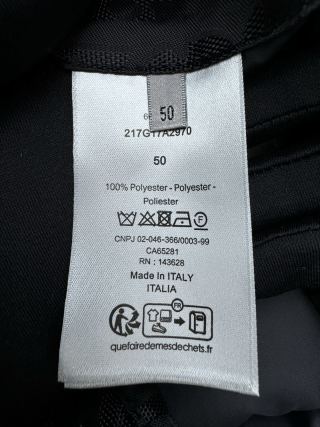 50
217G17A2970
50
100% Polyester - Polyester -
Poliester
CNPJ 02-046-366/0003-99
CA65281
RN : 143628
Made in ITALY
ITALIA
FR
quefairedemesdechets.fr